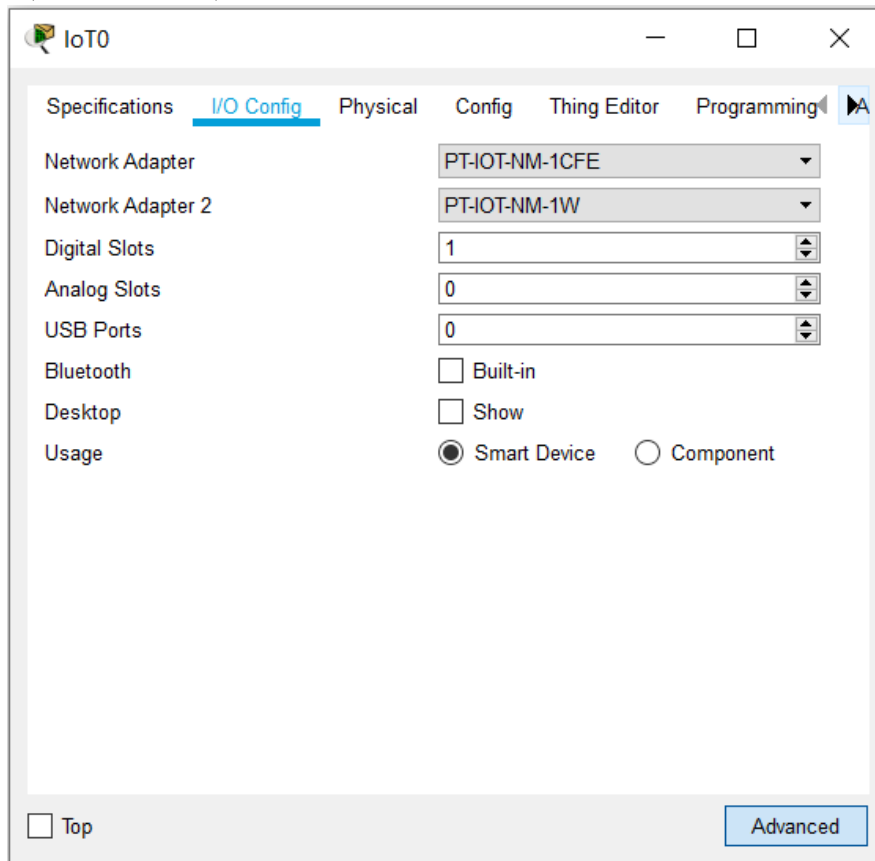 IoT0
Specifications I/O Config Physical Config Thing Editor Programming A
Network Adapter PT-IOT-NM-1CFE
Network Adapter 2 PT-IOT-NM-1W
Digital Slots 1
Analog Slots 0
USB Ports 0
Bluetooth Built-in
Desktop Show
Usage Smart Device Component
Top Advanced